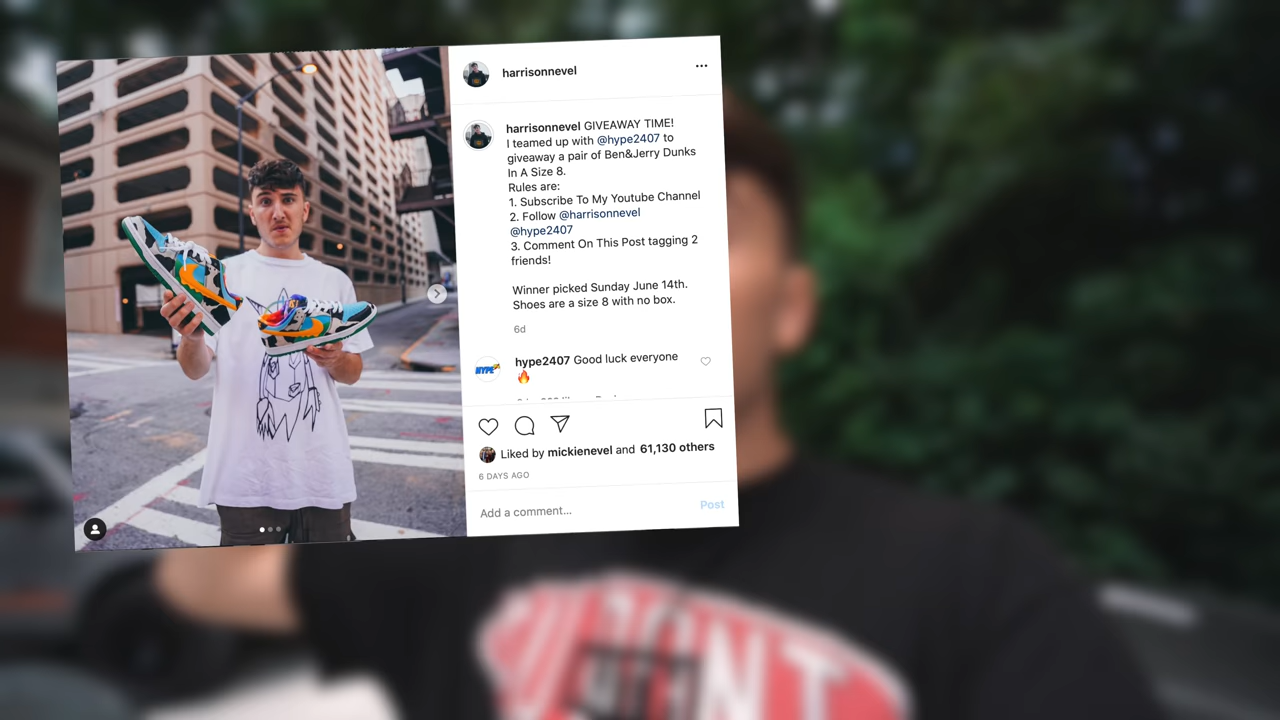 harrisonnevel
harrisonnevel GIVEAWAY TIME!
I teamed up with @hype2407 to
giveaway a pair of Ben&Jerry Dunks
In A Size 8.
Rules are:
1. Subscribe To My Youtube Channel
2. Follow @harrisonnevel
@hype2407
3. Comment On This Post tagging 2
friends!
Winner picked Sunday June 14th.
Shoes are a size 8 with no box.
6d
HYPE
hype2407 Good luck everyone
🔥
Liked by mickienevel and 61,130 others
6 DAYS AGO
Add a comment...
Post